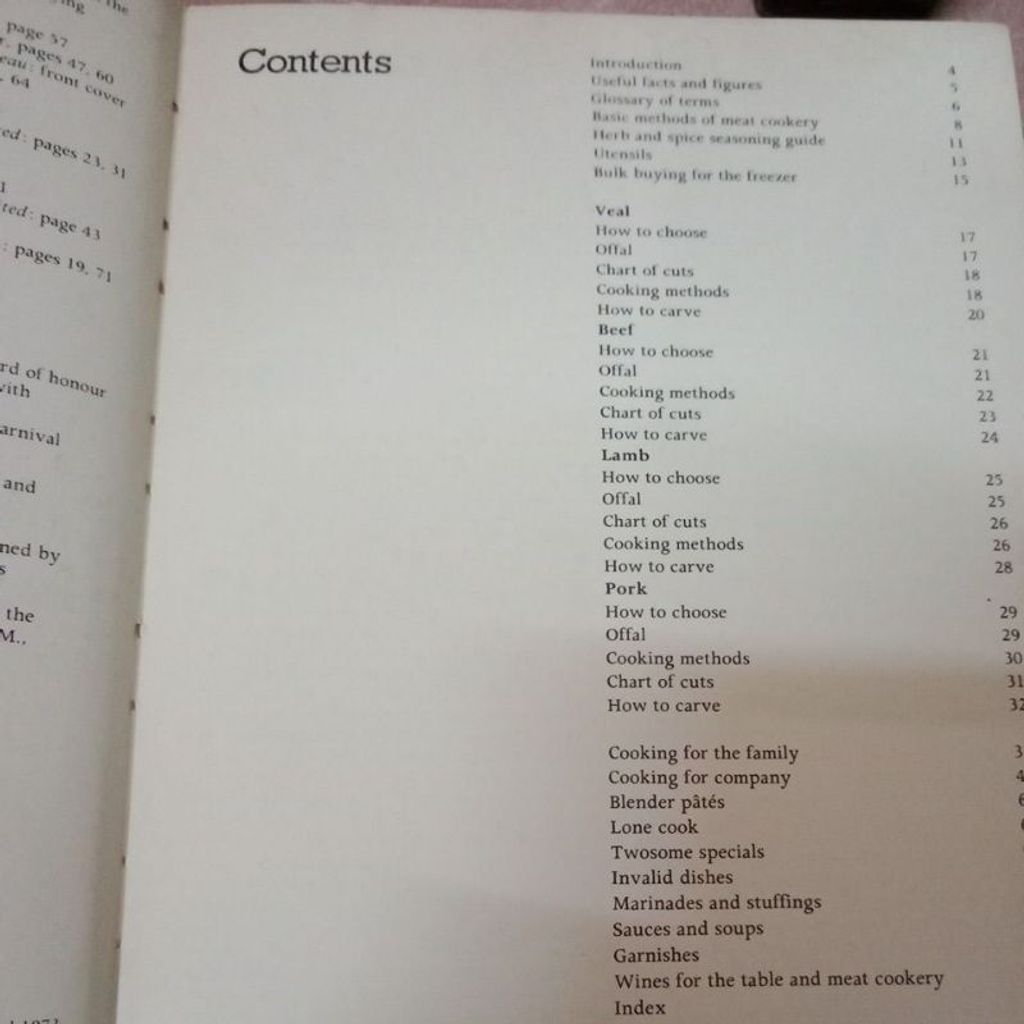 the
page 57
pages 47, 60
front cover
64
pages 23, 31
page 43
: pages 19, 71
of honour
and
by
the
M.,
Contents
Introduction 4
Useful facts and figures 5
Glossary of terms 6
Basic methods of meat cookery 8
Herb and spice seasoning guide 11
Utensils 13
Bulk buying for the freezer 15
Veal
How to choose 17
Offal 17
Chart of cuts 18
Cooking methods 18
How to carve 20
Beef
How to choose 21
Offal 21
Cooking methods 22
Chart of cuts 23
How to carve 24
Lamb
How to choose 25
Offal 25
Chart of cuts 26
Cooking methods 26
How to carve 28
Pork
How to choose 29
Offal 29
Cooking methods 30
Chart of cuts 31
How to carve 32
Cooking for the family 3
Cooking for company 4
Blender pâtés
Lone cook
Twosome specials
Invalid dishes
Marinades and stuffings
Sauces and soups
Garnishes
Wines for the table and meat cookery
Index